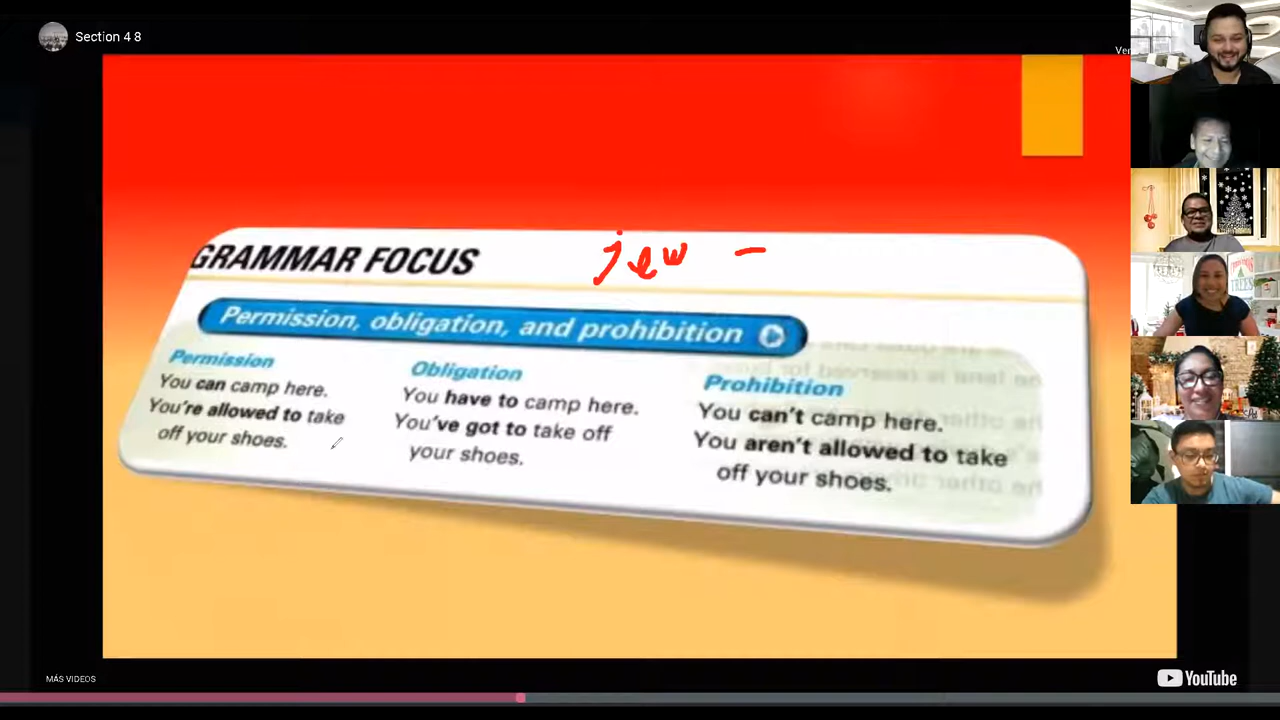 Section 4 8
Ver
GRAMMAR FOCUS
jew -
Permission, obligation, and prohibition
Permission
You can camp here.
You're allowed to take
off your shoes.
Obligation
You have to camp here.
You've got to take off
your shoes.
Prohibition
You can't camp here.
You aren't allowed to take
off your shoes.
MÁS VIDEOS
YouTube